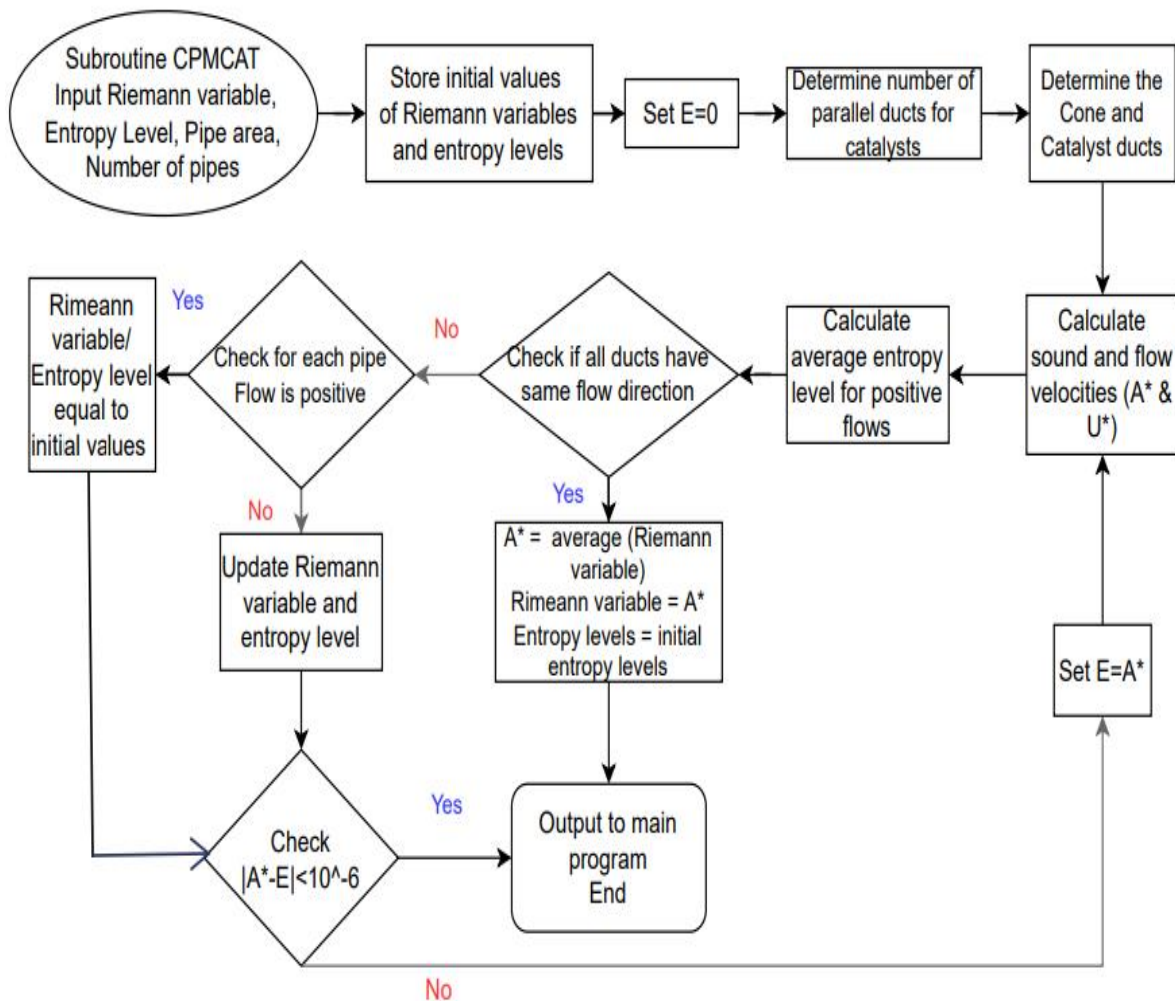 Subroutine CPMCAT
Input Riemann variable,
Entropy Level, Pipe area,
Number of pipes
Store initial values
of Riemann variables
and entropy levels
Set E=0
Determine number of
parallel ducts for
catalysts
Determine the
Cone and
Catalyst ducts
Calculate
sound and flow
velocities (A* &
U*)
Calculate
average entropy
level for positive
flows
Check if all ducts have
same flow direction
No
Check for each pipe
Flow is positive
Yes
Rimeann
variable/
Entropy level
equal to
initial values
No
Update Riemann
variable and
entropy level
Yes
A* = average (Riemann
variable)
Rimeann variable = A*
Entropy levels = initial
entropy levels
Set E=A*
Check
|A*-E|<10^-6
Yes
Output to main
program
End
No